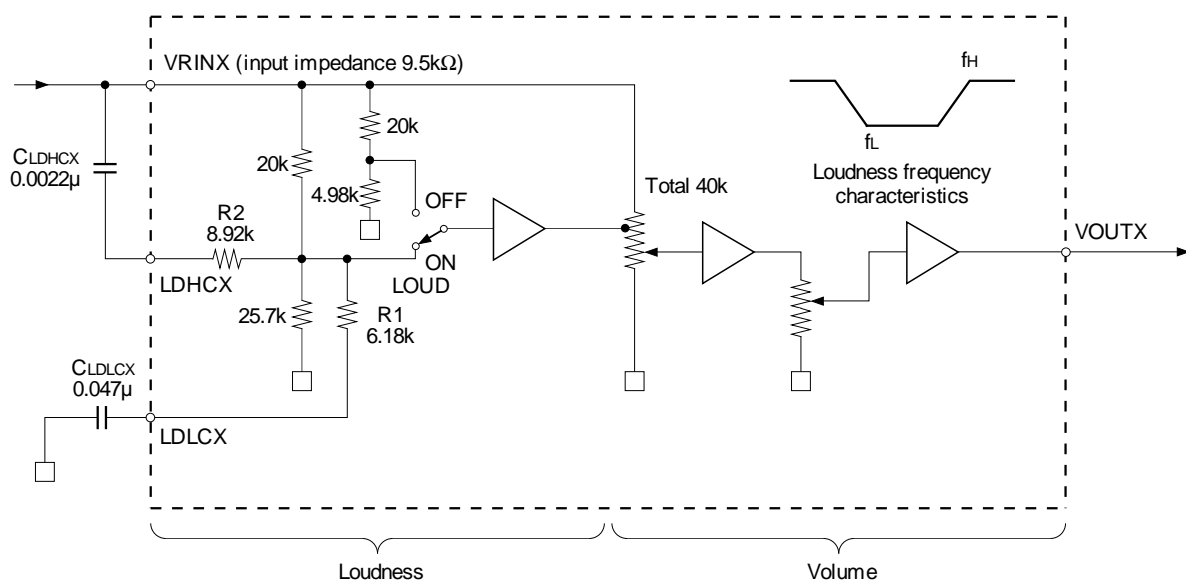 VRINX (input impedance 9.5kΩ)
fH
20k
CLDHCX
0.0022µ
20k
fL
Loudness frequency
characteristics
Total 40k
4.98k
OFF
R2
8.92k
VOUTX
ON
LDHCX
LOUD
25.7k
R1
6.18k
CLDLCX
0.047µ
LDLCX
Loudness
Volume